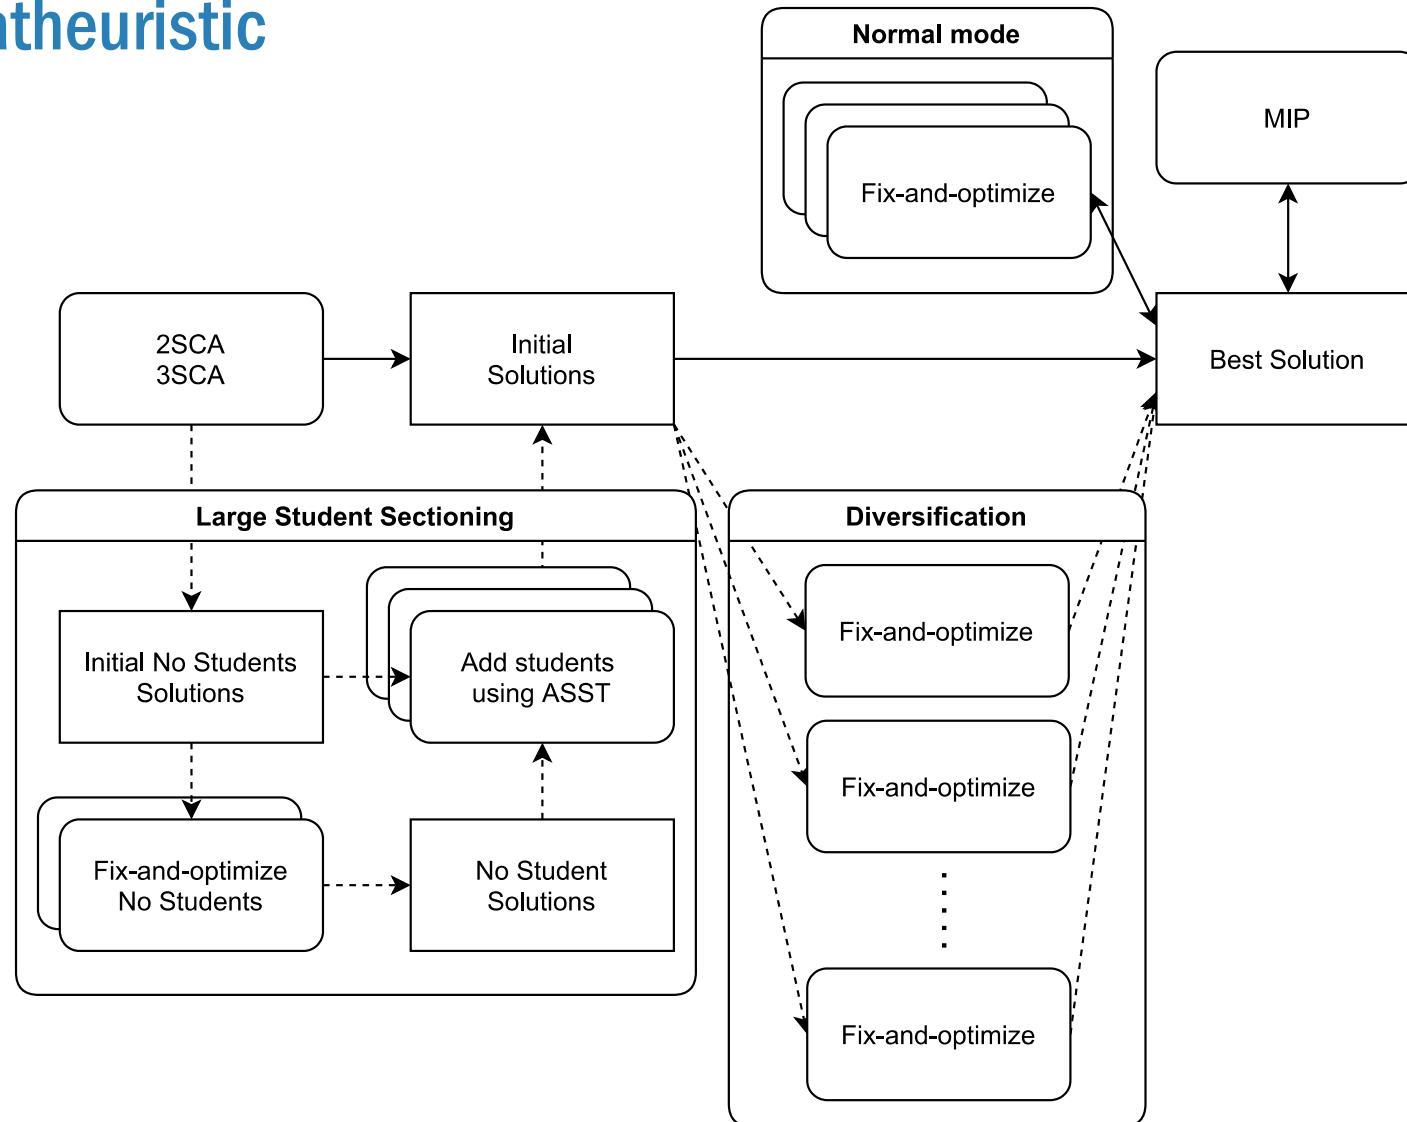 atheuristic
Normal mode
Fix-and-optimize
MIP
2SCA
3SCA
Initial
Solutions
Best Solution
Large Student Sectioning
Initial No Students
Solutions
Add students
using ASST
Fix-and-optimize
No Students
No Student
Solutions
Diversification
Fix-and-optimize
Fix-and-optimize
Fix-and-optimize